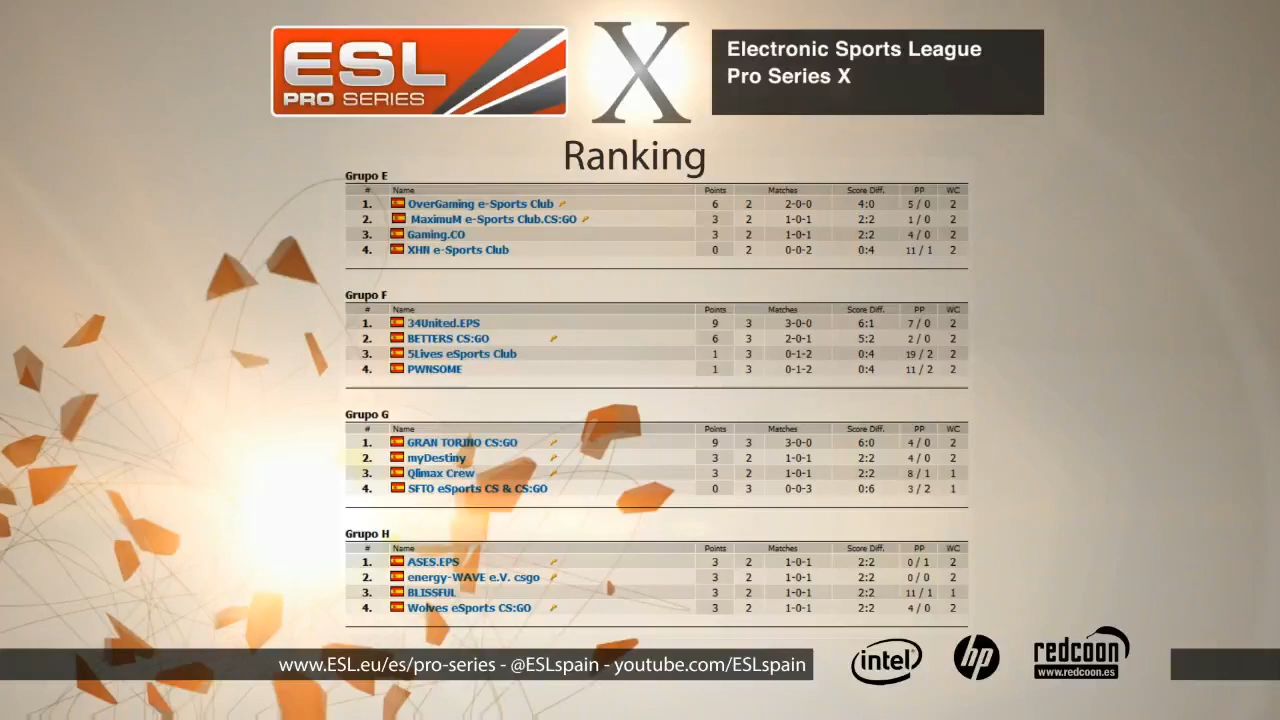 ESL
PRO SERIES
X
Electronic Sports League
Pro Series X
Ranking
Grupo E
# Name Points Matches Score Diff. PP WC
1. OverGaming e-Sports Club 6 2 2-0-0 4:0 5 / 0 2
2. MaximuM e-Sports Club.CS:GO 3 2 1-0-1 2:2 1 / 0 2
3. Gaming.CO 3 2 1-0-1 2:2 4 / 0 2
4. XHN e-Sports Club 0 2 0-0-2 0:4 11 / 1 2
Grupo F
# Name Points Matches Score Diff. PP WC
1. 34United.EPS 9 3 3-0-0 6:1 7 / 0 2
2. BETTERS CS:GO 6 3 2-0-1 5:2 2 / 0 2
3. 5Lives eSports Club 1 3 0-1-2 0:4 19 / 2 2
4. PWNSOME 1 3 0-1-2 0:4 11 / 2 2
Grupo G
# Name Points Matches Score Diff. PP WC
1. GRAN TORINO CS:GO 9 3 3-0-0 6:0 4 / 0 2
2. myDestiny 3 2 1-0-1 2:2 4 / 0 2
3. Qlimax Crew 3 2 1-0-1 2:2 8 / 1 1
4. SFTO eSports CS & CS:GO 0 3 0-0-3 0:6 3 / 2 1
Grupo H
# Name Points Matches Score Diff. PP WC
1. ASES.EPS 3 2 1-0-1 2:2 0 / 1 2
2. energy-WAVE e.V. csgo 3 2 1-0-1 2:2 0 / 0 2
3. BLISSFUL 3 2 1-0-1 2:2 11 / 1 1
4. Wolves eSports CS:GO 3 2 1-0-1 2:2 4 / 0 2
www.ESL.eu/es/pro-series - @ESLspain - youtube.com/ESLspain
intel
hp
redcoon
www.redcoon.es